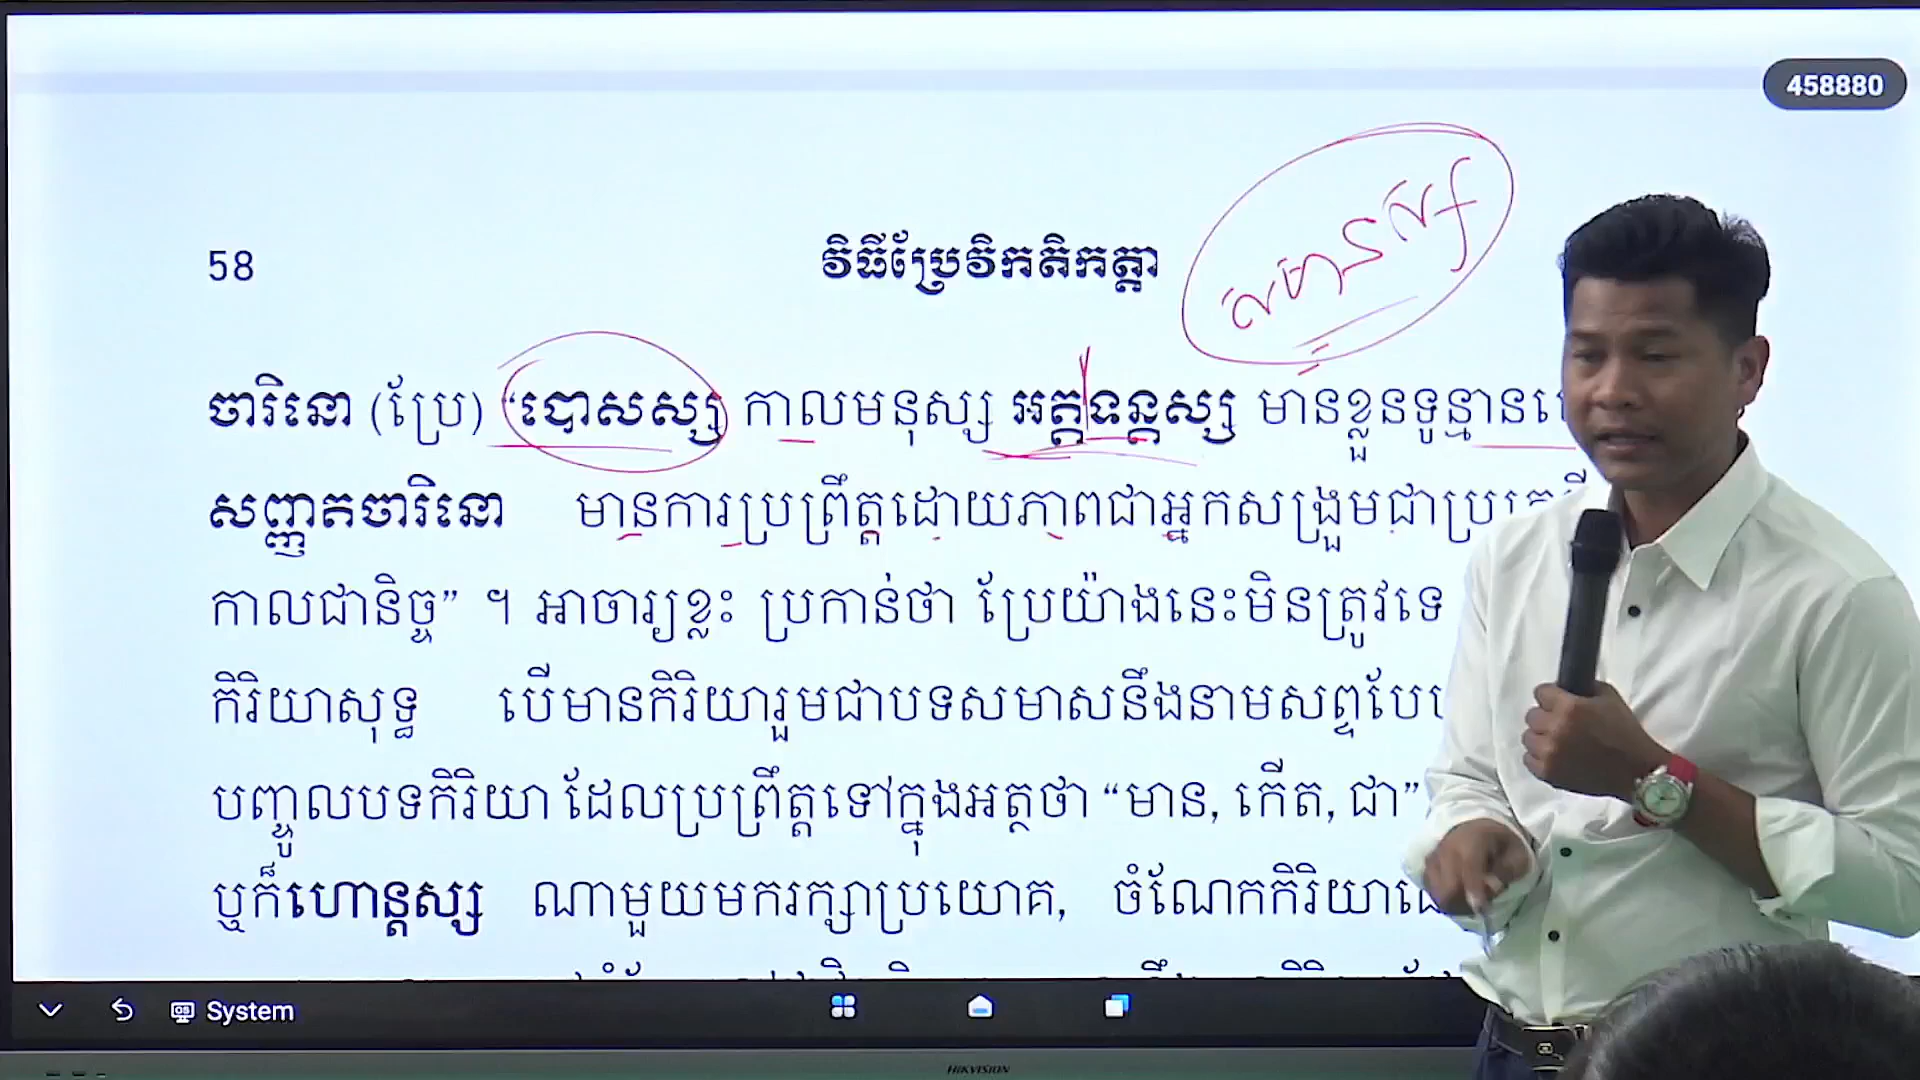 458880
58 វិធីប្រែវិកតិកត្តា
ចារិនោ (ប្រែ) “បោសស្ស កាលមនុស្ស អត្តទន្តស្ស មានខ្លួនទូន្មាន
សញ្ញតចារិនោ មានការប្រព្រឹត្តដោយភាពជាអ្នកសង្រួមជា
កាលជានិច្ច” ។ អាចារ្យខ្លះ ប្រកាន់ថា ប្រែយ៉ាងនេះមិនត្រូវទេ
កិរិយាសុទ្ធ បើមានកិរិយារួមជាបទសមាសនឹងនាមសព្ទបែប
បញ្ចូលបទកិរិយា ដែលប្រព្រឹត្តទៅក្នុងអត្ថថា “មាន, កើត, ជា”
ឬក៏ហោន្តស្ស ណាមួយមករក្សាប្រយោគ, ចំណែកកិរិយា
System
HIKVISION